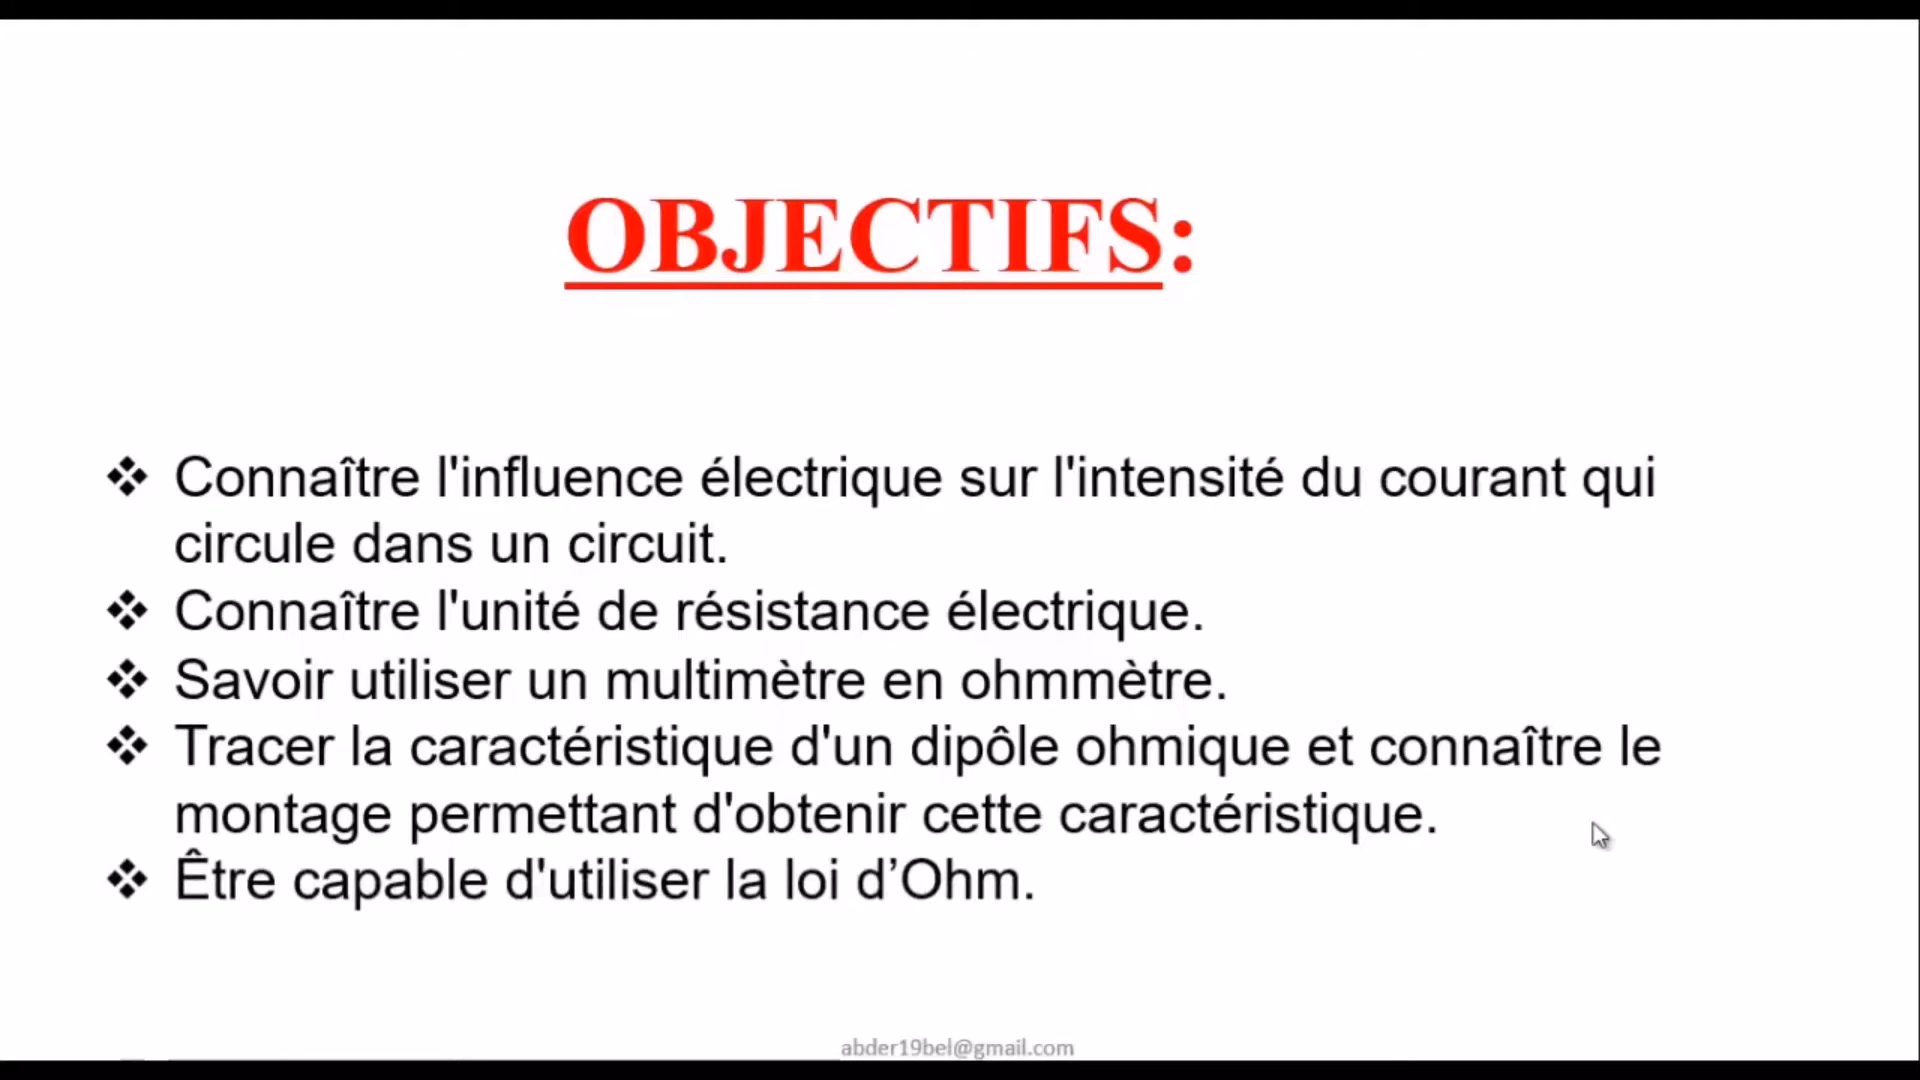 OBJECTIFS:
❖ Connaître l'influence électrique sur l'intensité du courant qui
circule dans un circuit.
❖ Connaître l'unité de résistance électrique.
❖ Savoir utiliser un multimètre en ohmmètre.
❖ Tracer la caractéristique d'un dipôle ohmique et connaître le
montage permettant d'obtenir cette caractéristique.
❖ Être capable d'utiliser la loi d’Ohm.
abder19bel@gmail.com